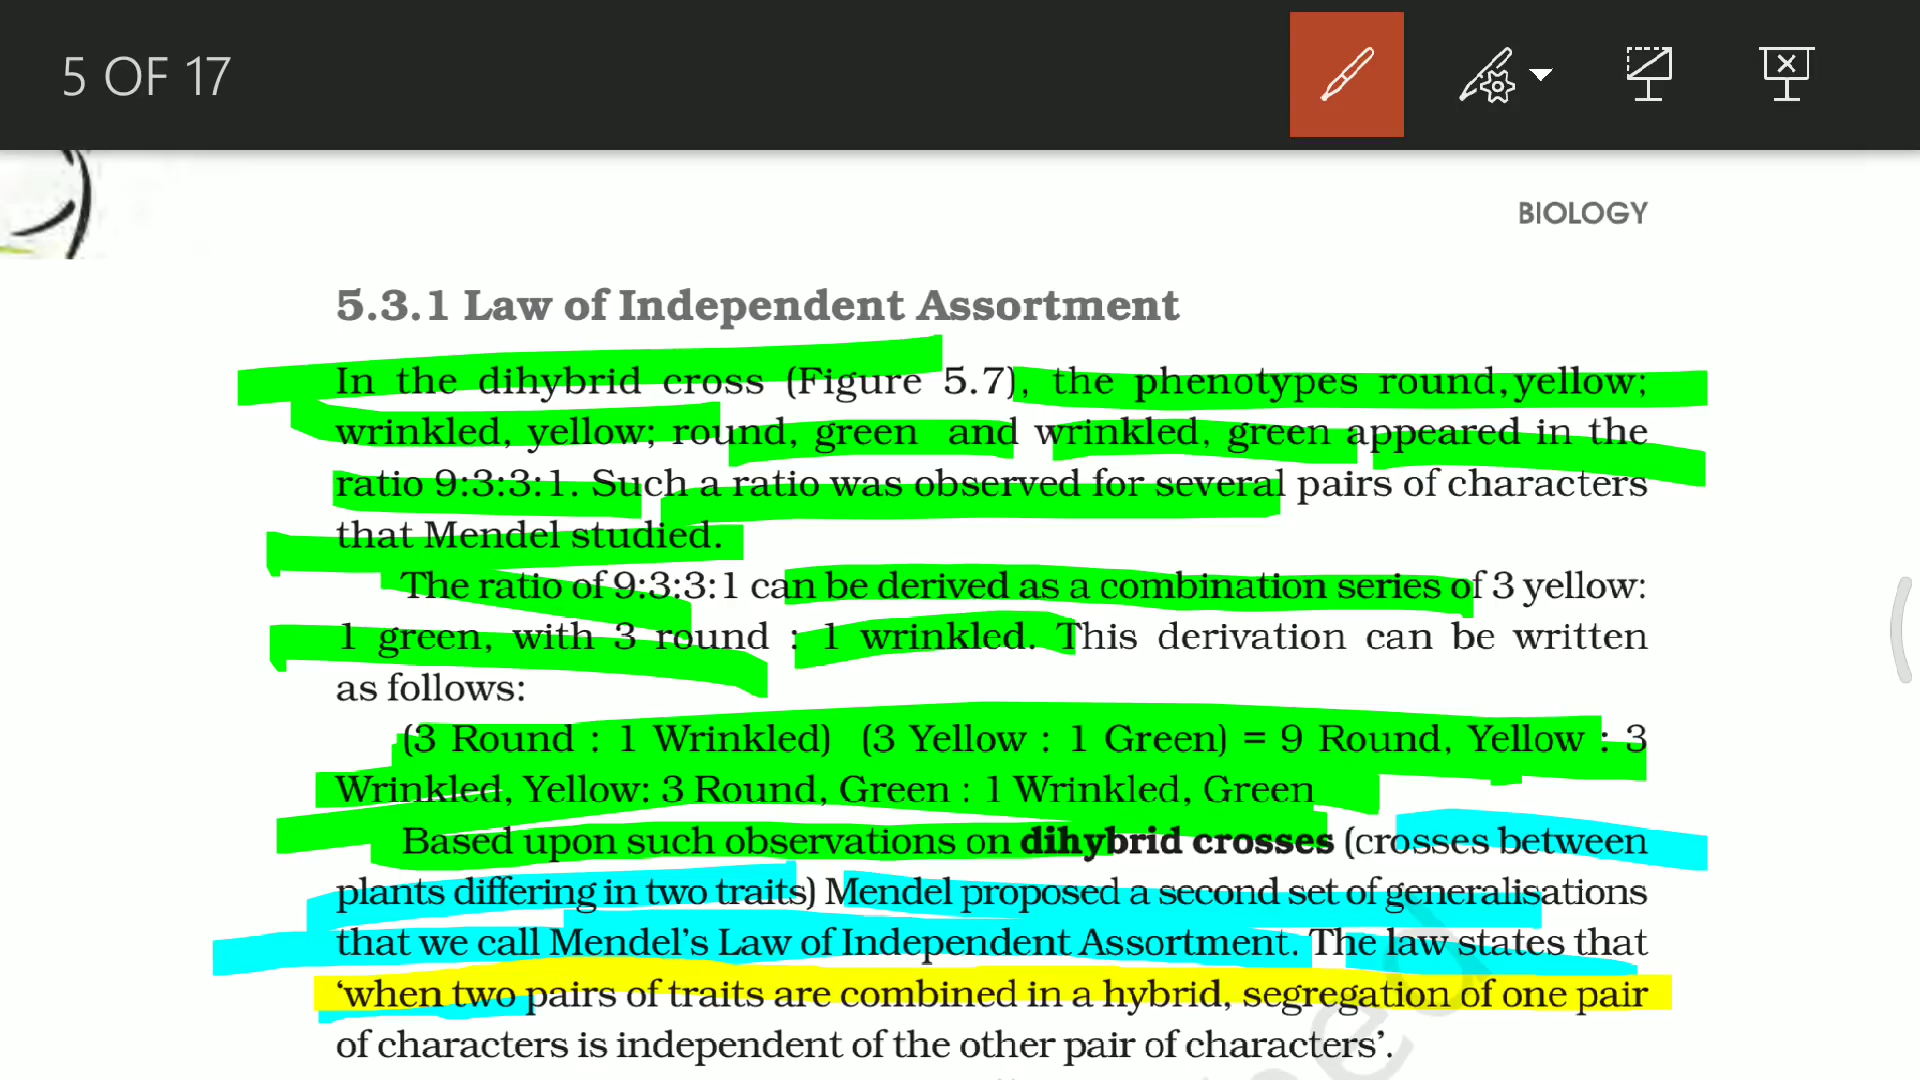 5 OF 17
BIOLOGY
5.3.1 Law of Independent Assortment
In the dihybrid cross (Figure 5.7), the phenotypes round,yellow;
wrinkled, yellow; round, green and wrinkled, green appeared in the
ratio 9:3:3:1. Such a ratio was observed for several pairs of characters
that Mendel studied.
The ratio of 9:3:3:1 can be derived as a combination series of 3 yellow:
1 green, with 3 round : 1 wrinkled. This derivation can be written
as follows:
(3 Round : 1 Wrinkled) (3 Yellow : 1 Green) = 9 Round, Yellow : 3
Wrinkled, Yellow: 3 Round, Green : 1 Wrinkled, Green
Based upon such observations on dihybrid crosses (crosses between
plants differing in two traits) Mendel proposed a second set of generalisations
that we call Mendel's Law of Independent Assortment. The law states that
‘when two pairs of traits are combined in a hybrid, segregation of one pair
of characters is independent of the other pair of characters’.